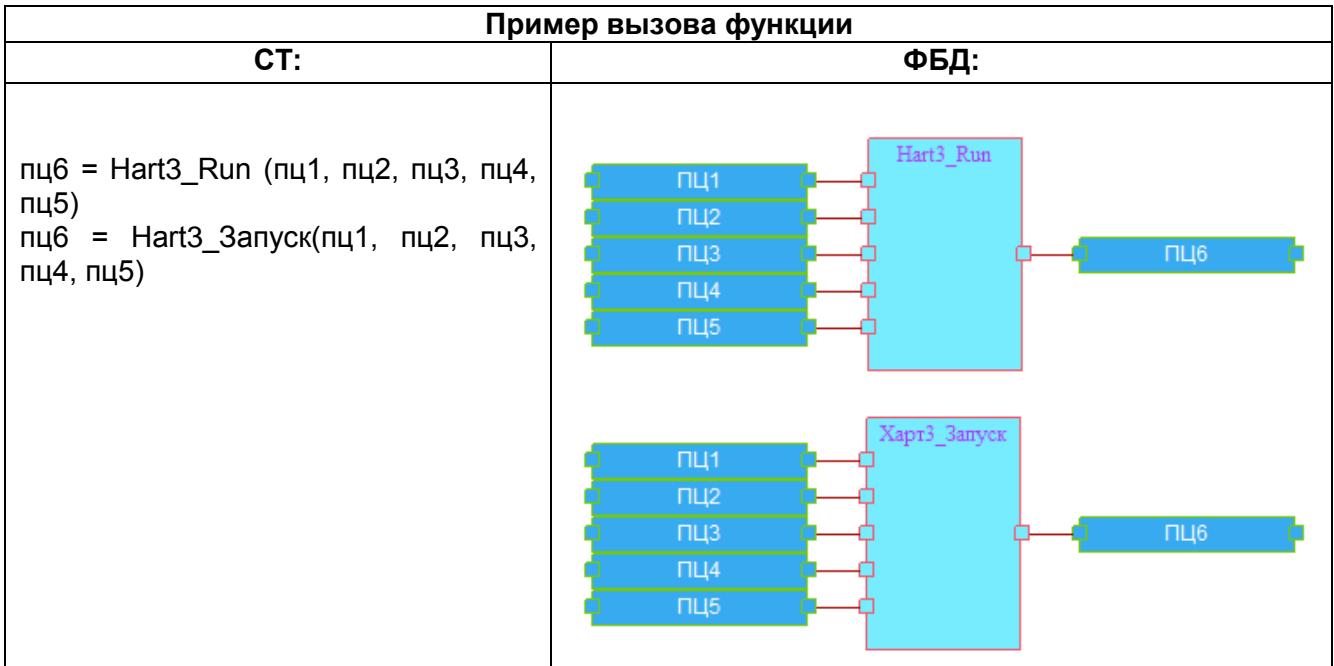 Пример вызова функции
СТ:
ФБД:
пц6 = Hart3_Run (пц1, пц2, пц3, пц4,
пц5)
пц6 = Hart3_Запуск(пц1, пц2, пц3,
пц4, пц5)
Hart3_Run
ПЦ1
ПЦ2
ПЦ3
ПЦ4
ПЦ5
ПЦ6
Харт3_Запуск
ПЦ1
ПЦ2
ПЦ3
ПЦ4
ПЦ5
ПЦ6